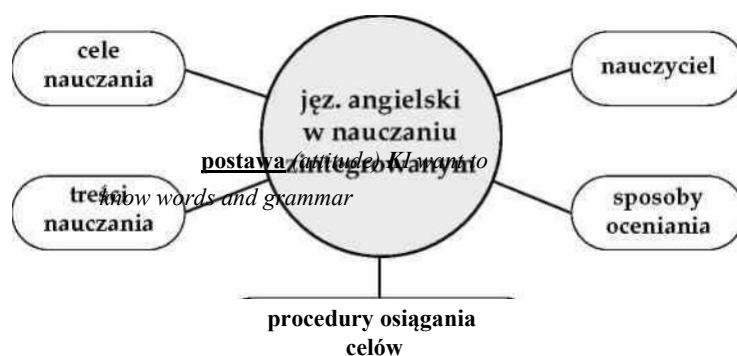 cele
nauczania
jęz. angielski
w nauczaniu
zintegrowanym
nauczyciel
postawa (attitude) KI want to
know words and grammar
treści
nauczania
sposoby
oceniania
procedury osiągania
celów